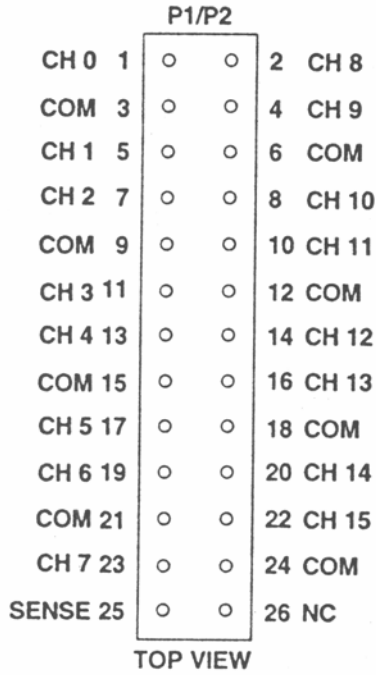 P1/P2
CH 0 1 2 CH 8
COM 3 4 CH 9
CH 1 5 6 COM
CH 2 7 8 CH 10
COM 9 10 CH 11
CH 3 11 12 COM
CH 4 13 14 CH 12
COM 15 16 CH 13
CH 5 17 18 COM
CH 6 19 20 CH 14
COM 21 22 CH 15
CH 7 23 24 COM
SENSE 25 26 NC
TOP VIEW